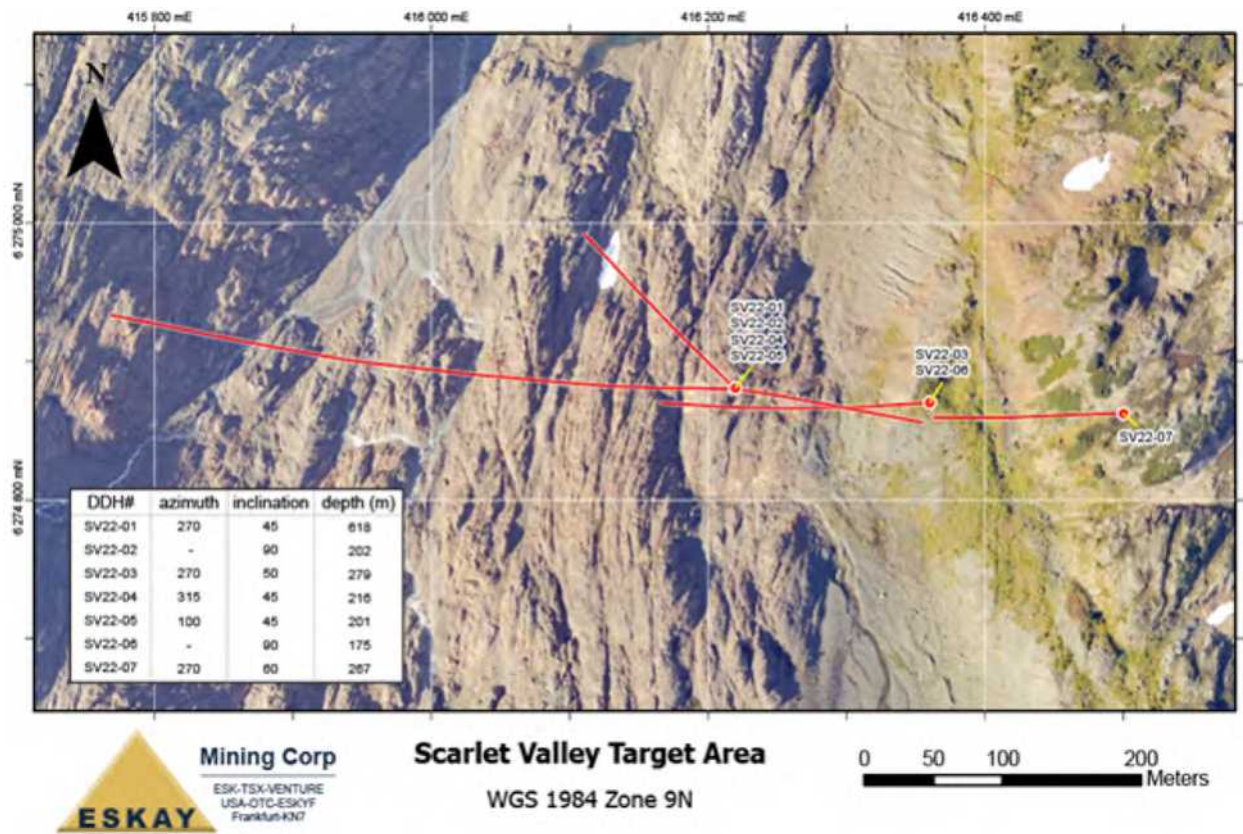 415 800 mE 416 000 mE 416 200 mE 416 400 mE
N
6 275 000 mN
SV22-01
SV22-02
SV22-04
SV22-05
SV22-03
SV22-06
SV22-07
6 274 800 mN
DDH# azimuth inclination depth (m)
SV22-01 270 45 618
SV22-02 - 90 202
SV22-03 270 50 279
SV22-04 315 45 216
SV22-05 100 45 201
SV22-06 - 90 175
SV22-07 270 60 267
ESKAY
Mining Corp
ESK-TSX-VENTURE
USA-OTC-ESKYF
Frankfurt-KN7
Scarlet Valley Target Area
WGS 1984 Zone 9N
0 50 100 200
Meters